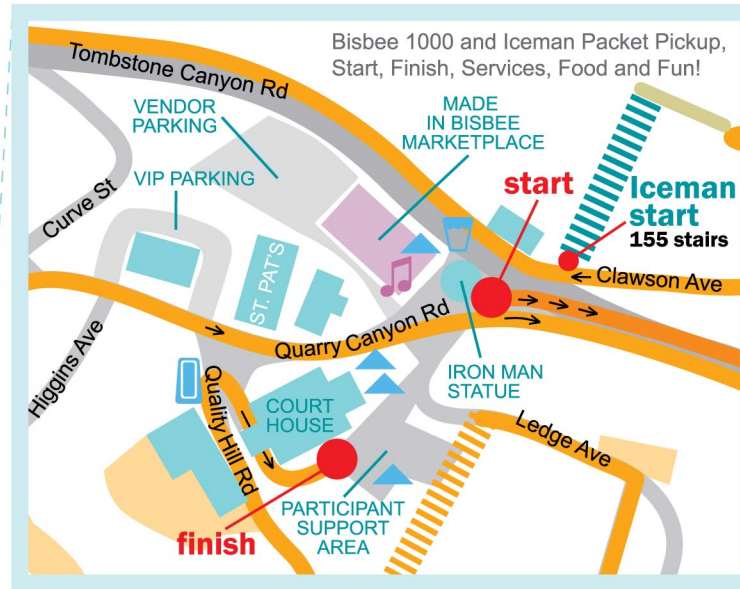 Bisbee 1000 and Iceman Packet Pickup,
Start, Finish, Services, Food and Fun!
Tombstone Canyon Rd
VENDOR
PARKING
MADE
IN BISBEE
MARKETPLACE
VIP PARKING
Curve St
start
Iceman
start
155 stairs
Clawson Ave
ST. PAT'S
Quarry Canyon Rd
Higgins Ave
IRON MAN
STATUE
Quality Hill Rd
COURT
HOUSE
Ledge Ave
finish
PARTICIPANT
SUPPORT
AREA